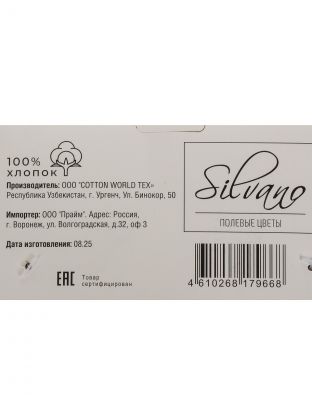 100%
ХЛОПОК
Производитель: ООО "COTTON WORLD TEX»
Республика Узбекистан, г. Ургенч, Ул. Бинокор, 50
Импортер: ООО "Прайм". Адрес: Россия,
г. Воронеж, ул. Волгоградская, д.32, оф 3
Дата изготовления: 08.25
EAC
Товар
сертифицирован
Silvano
ПОЛЕВЫЕ ЦВЕТЫ
4 610268 179668